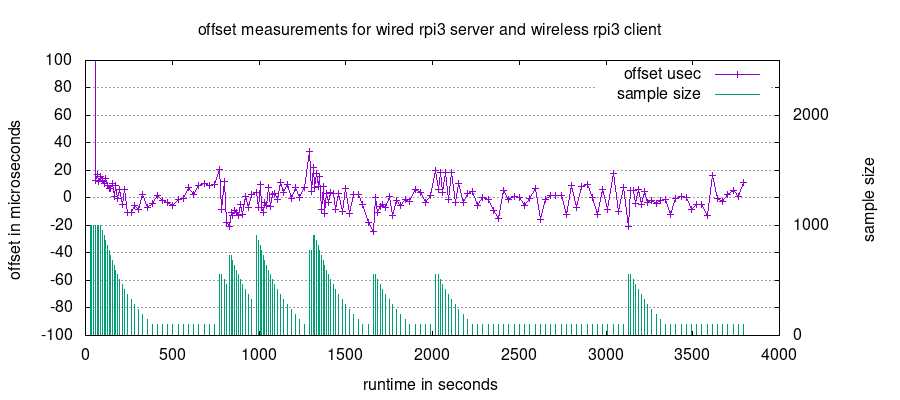 offset measurements for wired rpi3 server and wireless rpi3 client
offset usec
sample size
100
80
60
40
20
0
-20
-40
-60
-80
-100
offset in microseconds
2000
1000
0
sample size
0 500 1000 1500 2000 2500 3000 3500 4000
runtime in seconds